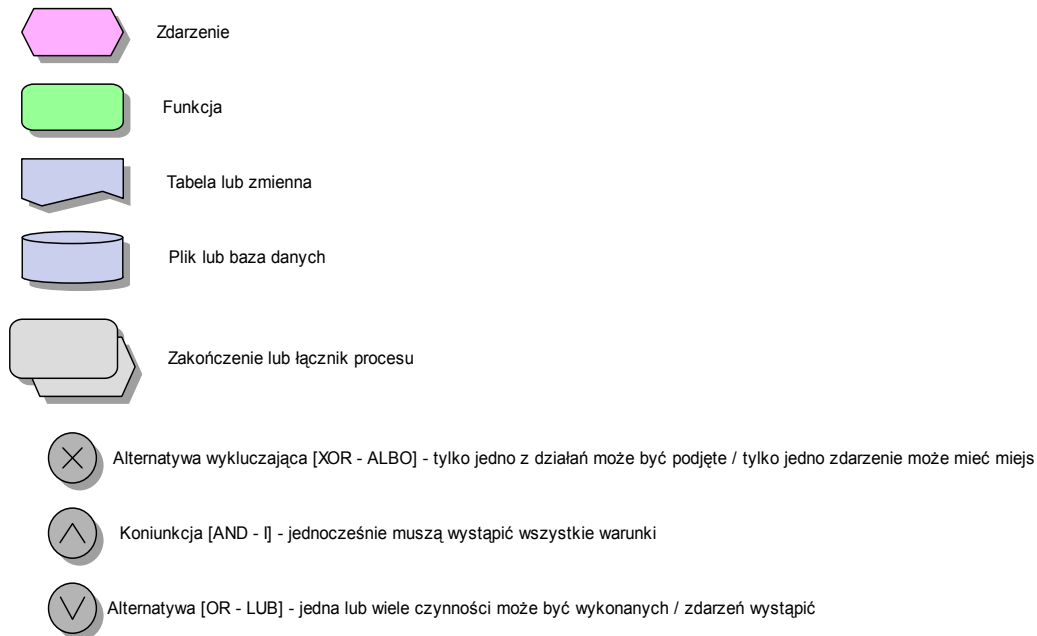 Zdarzenie
Funkcja
Tabela lub zmienna
Plik lub baza danych
Zakończenie lub łącznik procesu
Alternatywa wykluczająca [XOR - ALBO] - tylko jedno z działań może być podjęte / tylko jedno zdarzenie może mieć miejs
Koniunkcja [AND - I] - jednocześnie muszą wystąpić wszystkie warunki
Alternatywa [OR - LUB] - jedna lub wiele czynności może być wykonanych / zdarzeń wystąpić